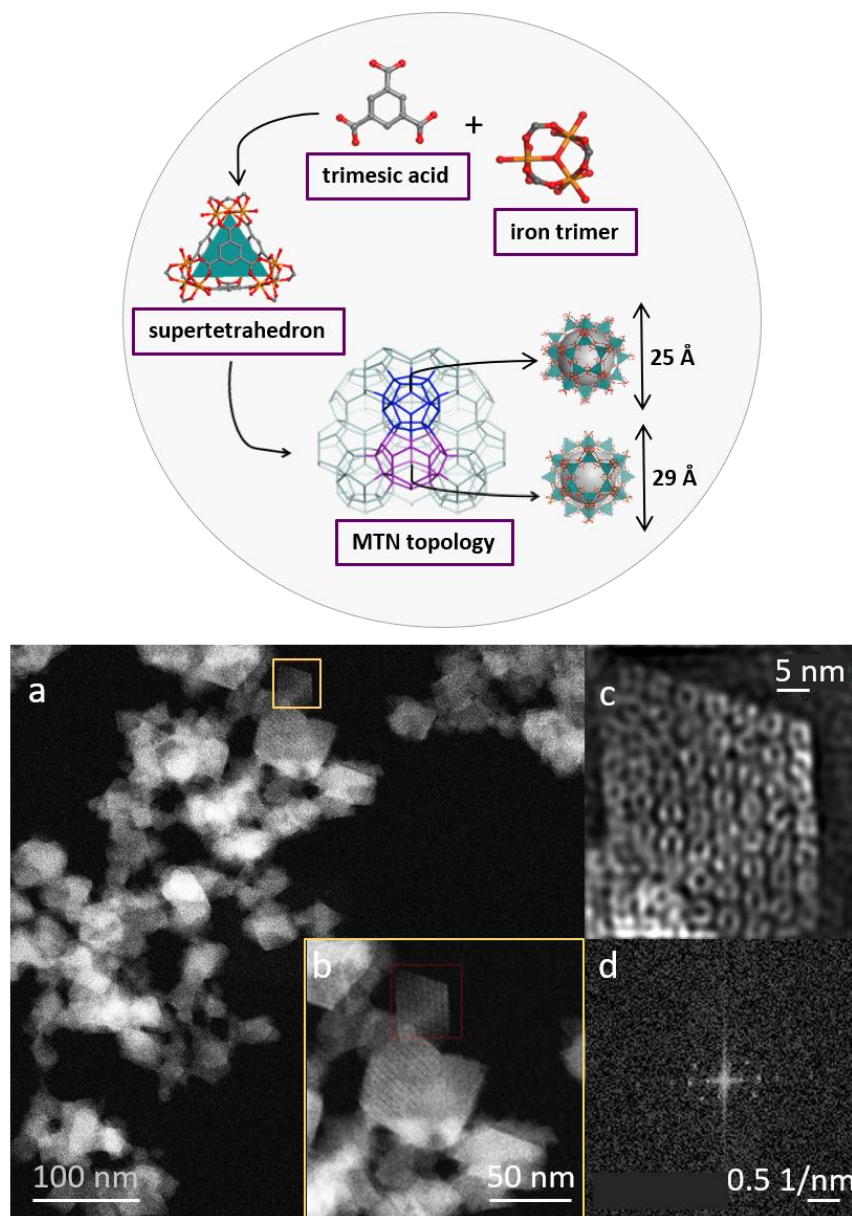 +
trimesic acid
iron trimer
supertetrahedron
25 Å
29 Å
MTN topology
a
c
5 nm
b
d
100 nm
50 nm
0.5 1/nm